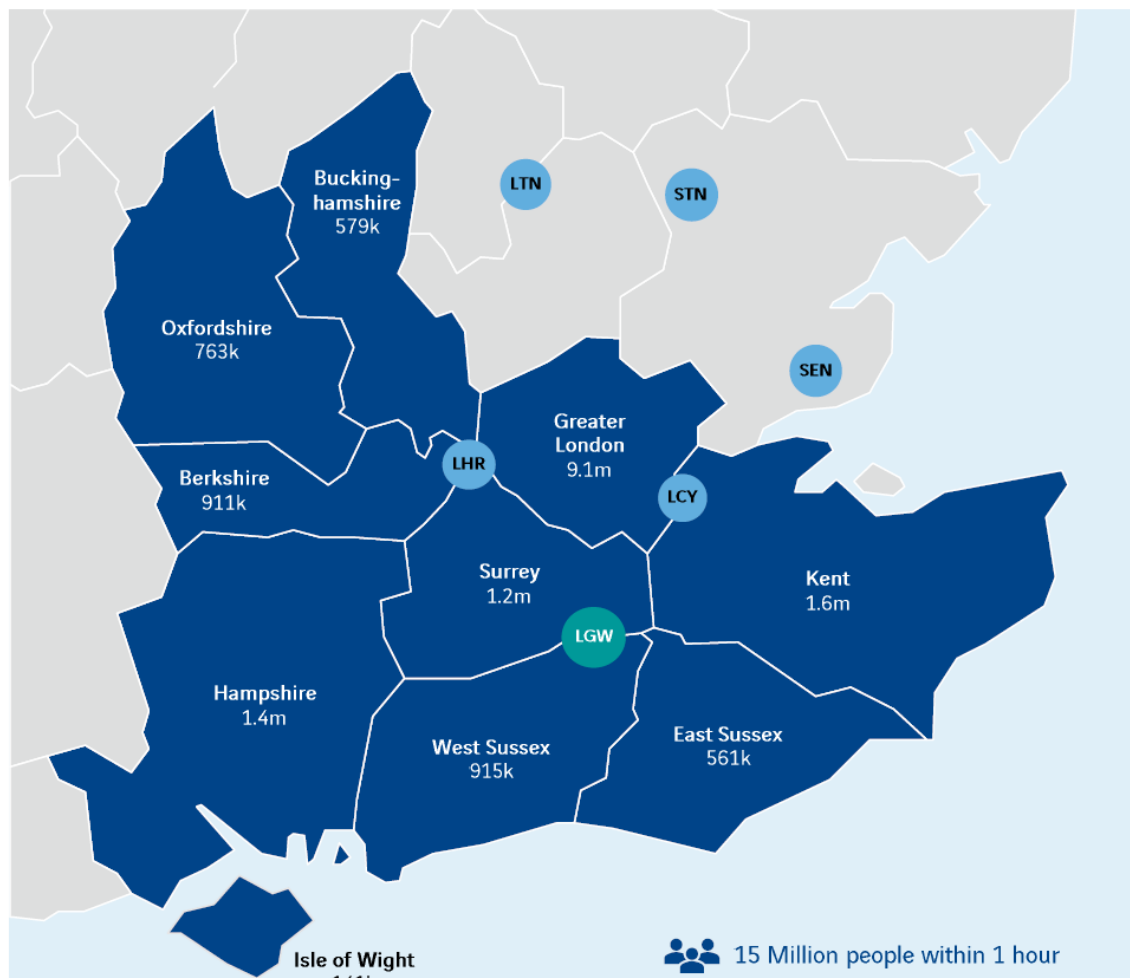 Bucking-
hamshire
579k
LTN
STN
Oxfordshire
763k
SEN
Greater
London
9.1m
LHR
Berkshire
911k
LCY
Surrey
1.2m
Kent
1.6m
LGW
Hampshire
1.4m
West Sussex
915k
East Sussex
561k
Isle of Wight
15 Million people within 1 hour